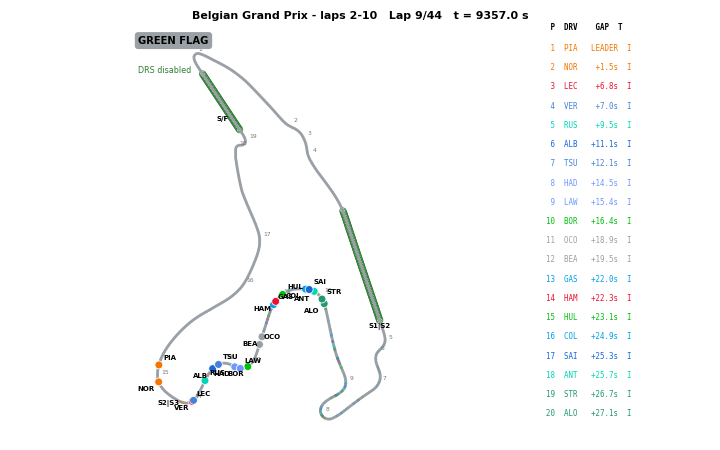 Belgian Grand Prix - laps 2-10 Lap 9/44 t = 9357.0 s
GREEN FLAG
DRS disabled
S/F
19
2
3
4
17
16
HUL
SAI
STR
ANT
ALO
GAS
COL
HAM
S1|S2
5
OCO
BEA
PIA
TSU
LAW
15
ALB
RUS
HAD
BOR
9
7
NOR
LEC
S2|S3
VER
8
P DRV GAP T
1 PIA LEADER I
2 NOR +1.5s I
3 LEC +6.8s I
4 VER +7.0s I
5 RUS +9.5s I
6 ALB +11.1s I
7 TSU +12.1s I
8 HAD +14.5s I
9 LAW +15.4s I
10 BOR +16.4s I
11 OCO +18.9s I
12 BEA +19.5s I
13 GAS +22.0s I
14 HAM +22.3s I
15 HUL +23.1s I
16 COL +24.9s I
17 SAI +25.3s I
18 ANT +25.7s I
19 STR +26.7s I
20 ALO +27.1s I